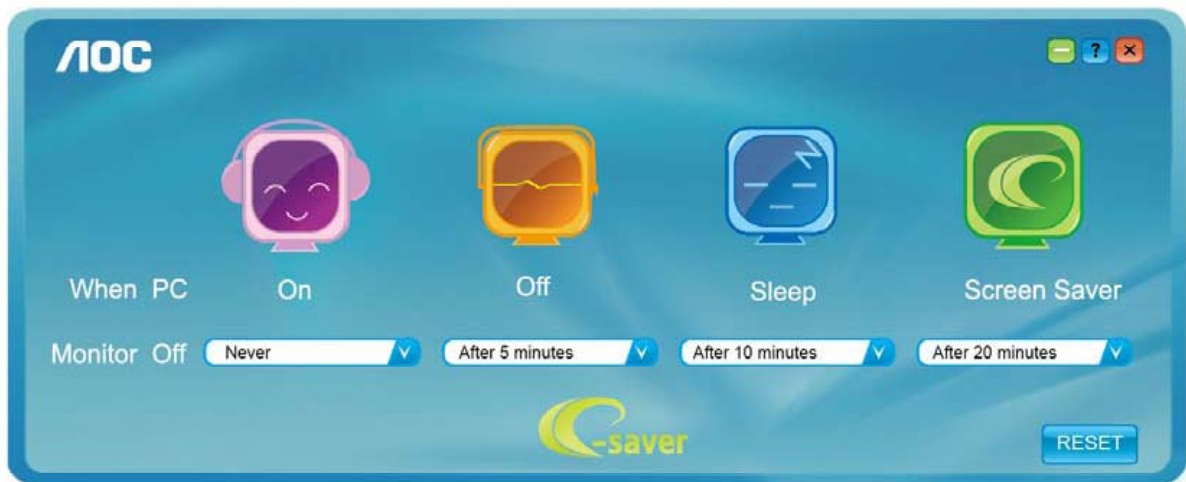 AOC
?
When PC On Off Sleep Screen Saver
Monitor Off Never After 5 minutes After 10 minutes After 20 minutes
e-saver
RESET